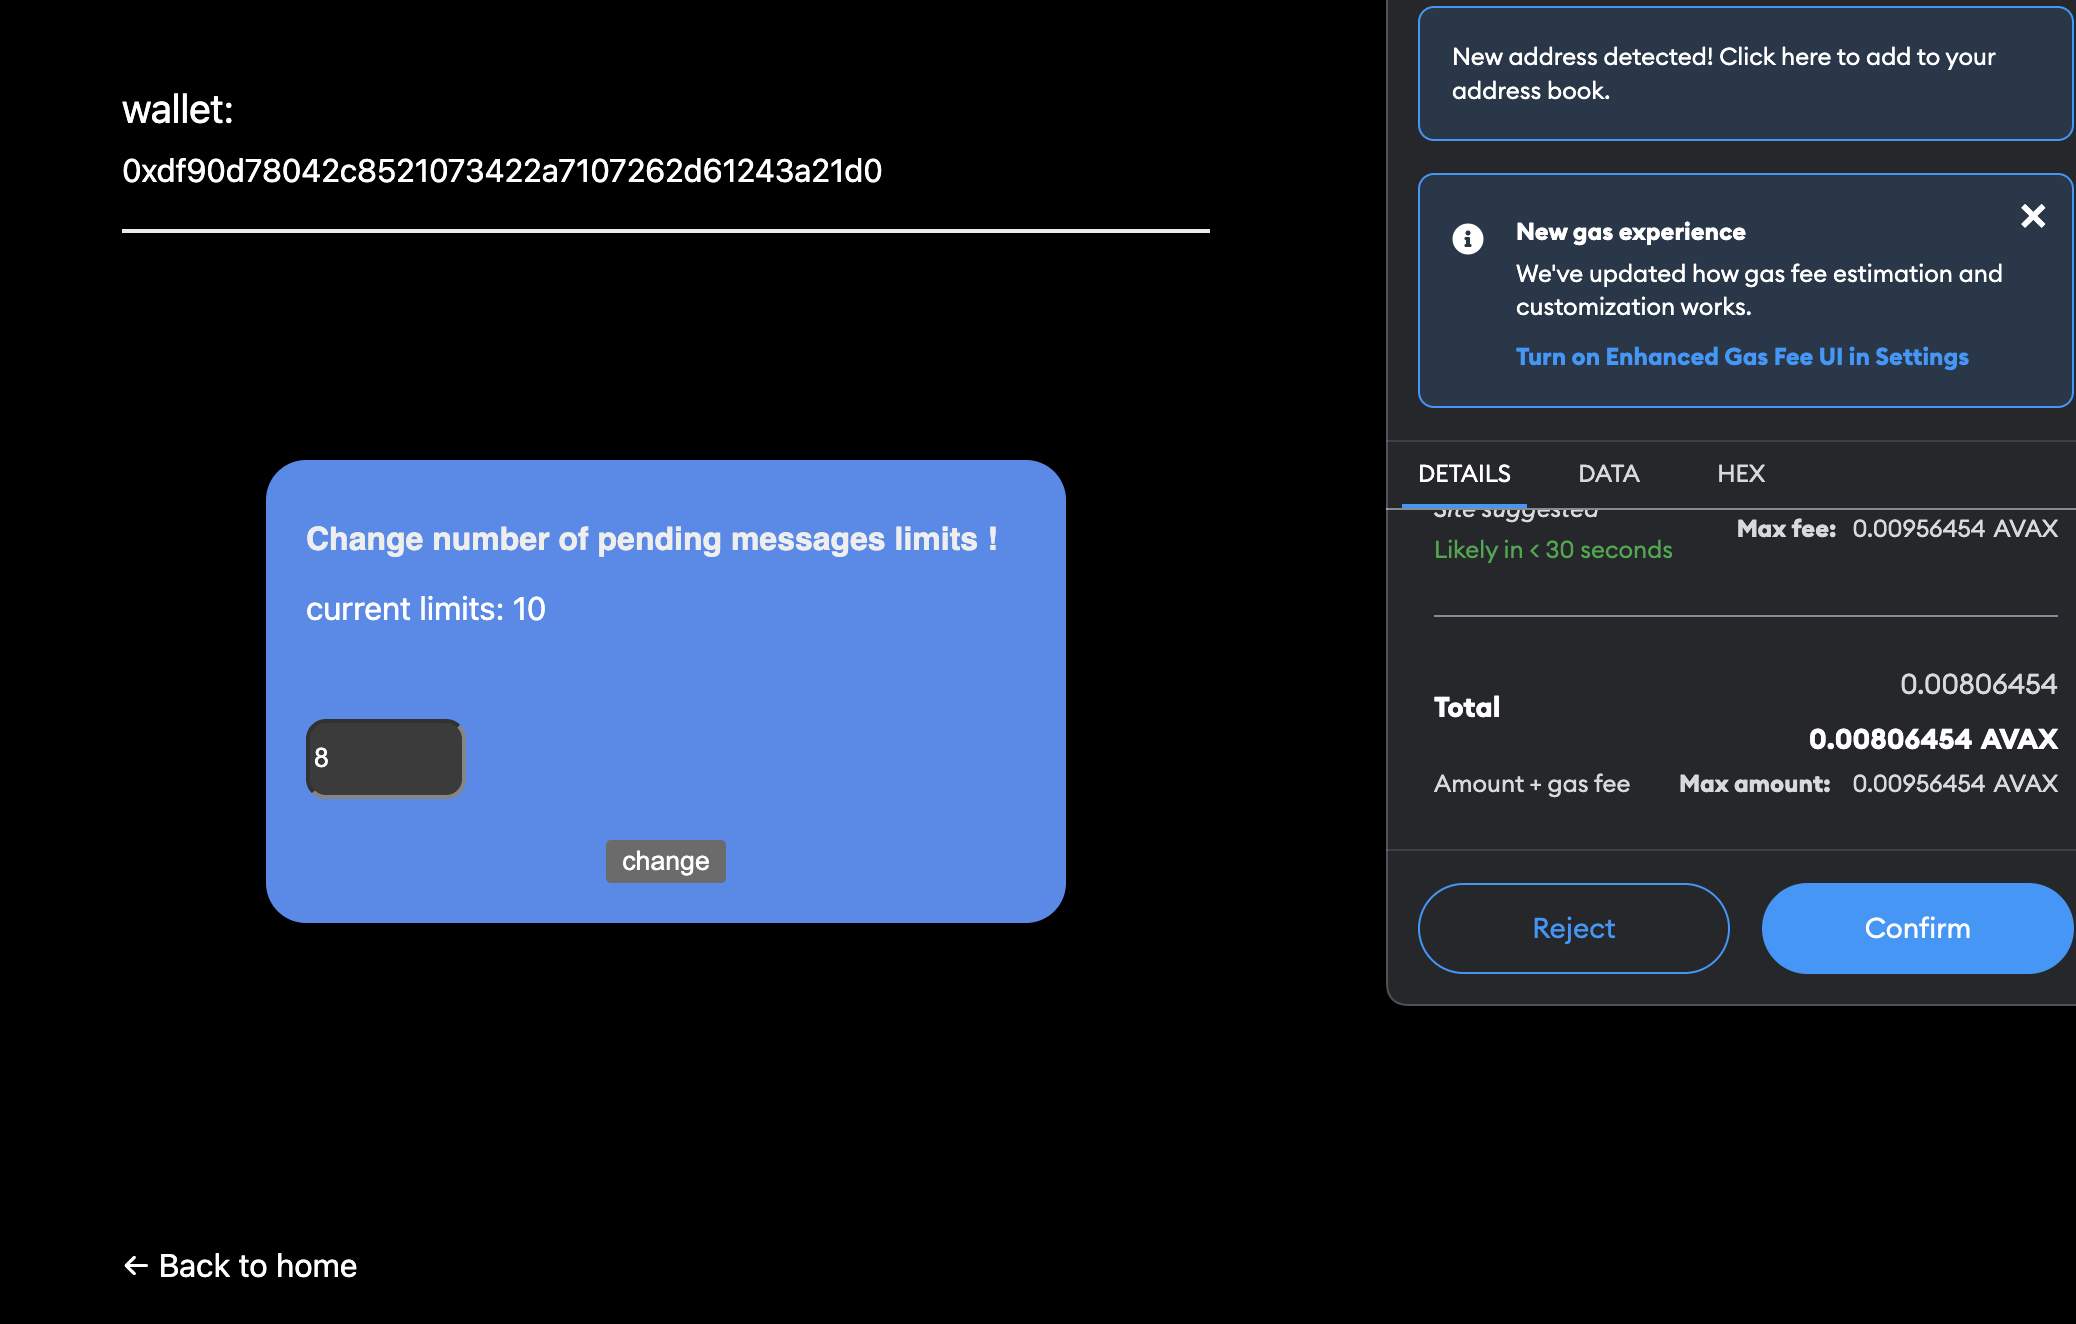 wallet:
0xdf90d78042c8521073422a7107262d61243a21d0
Change number of pending messages limits !
current limits: 10
8
change
← Back to home
New address detected! Click here to add to your
address book.
New gas experience
We've updated how gas fee estimation and
customization works.
Turn on Enhanced Gas Fee UI in Settings
DETAILS DATA HEX
Site suggested
Max fee: 0.00956454 AVAX
Likely in < 30 seconds
0.00806454
Total
0.00806454 AVAX
Amount + gas fee Max amount: 0.00956454 AVAX
Reject Confirm